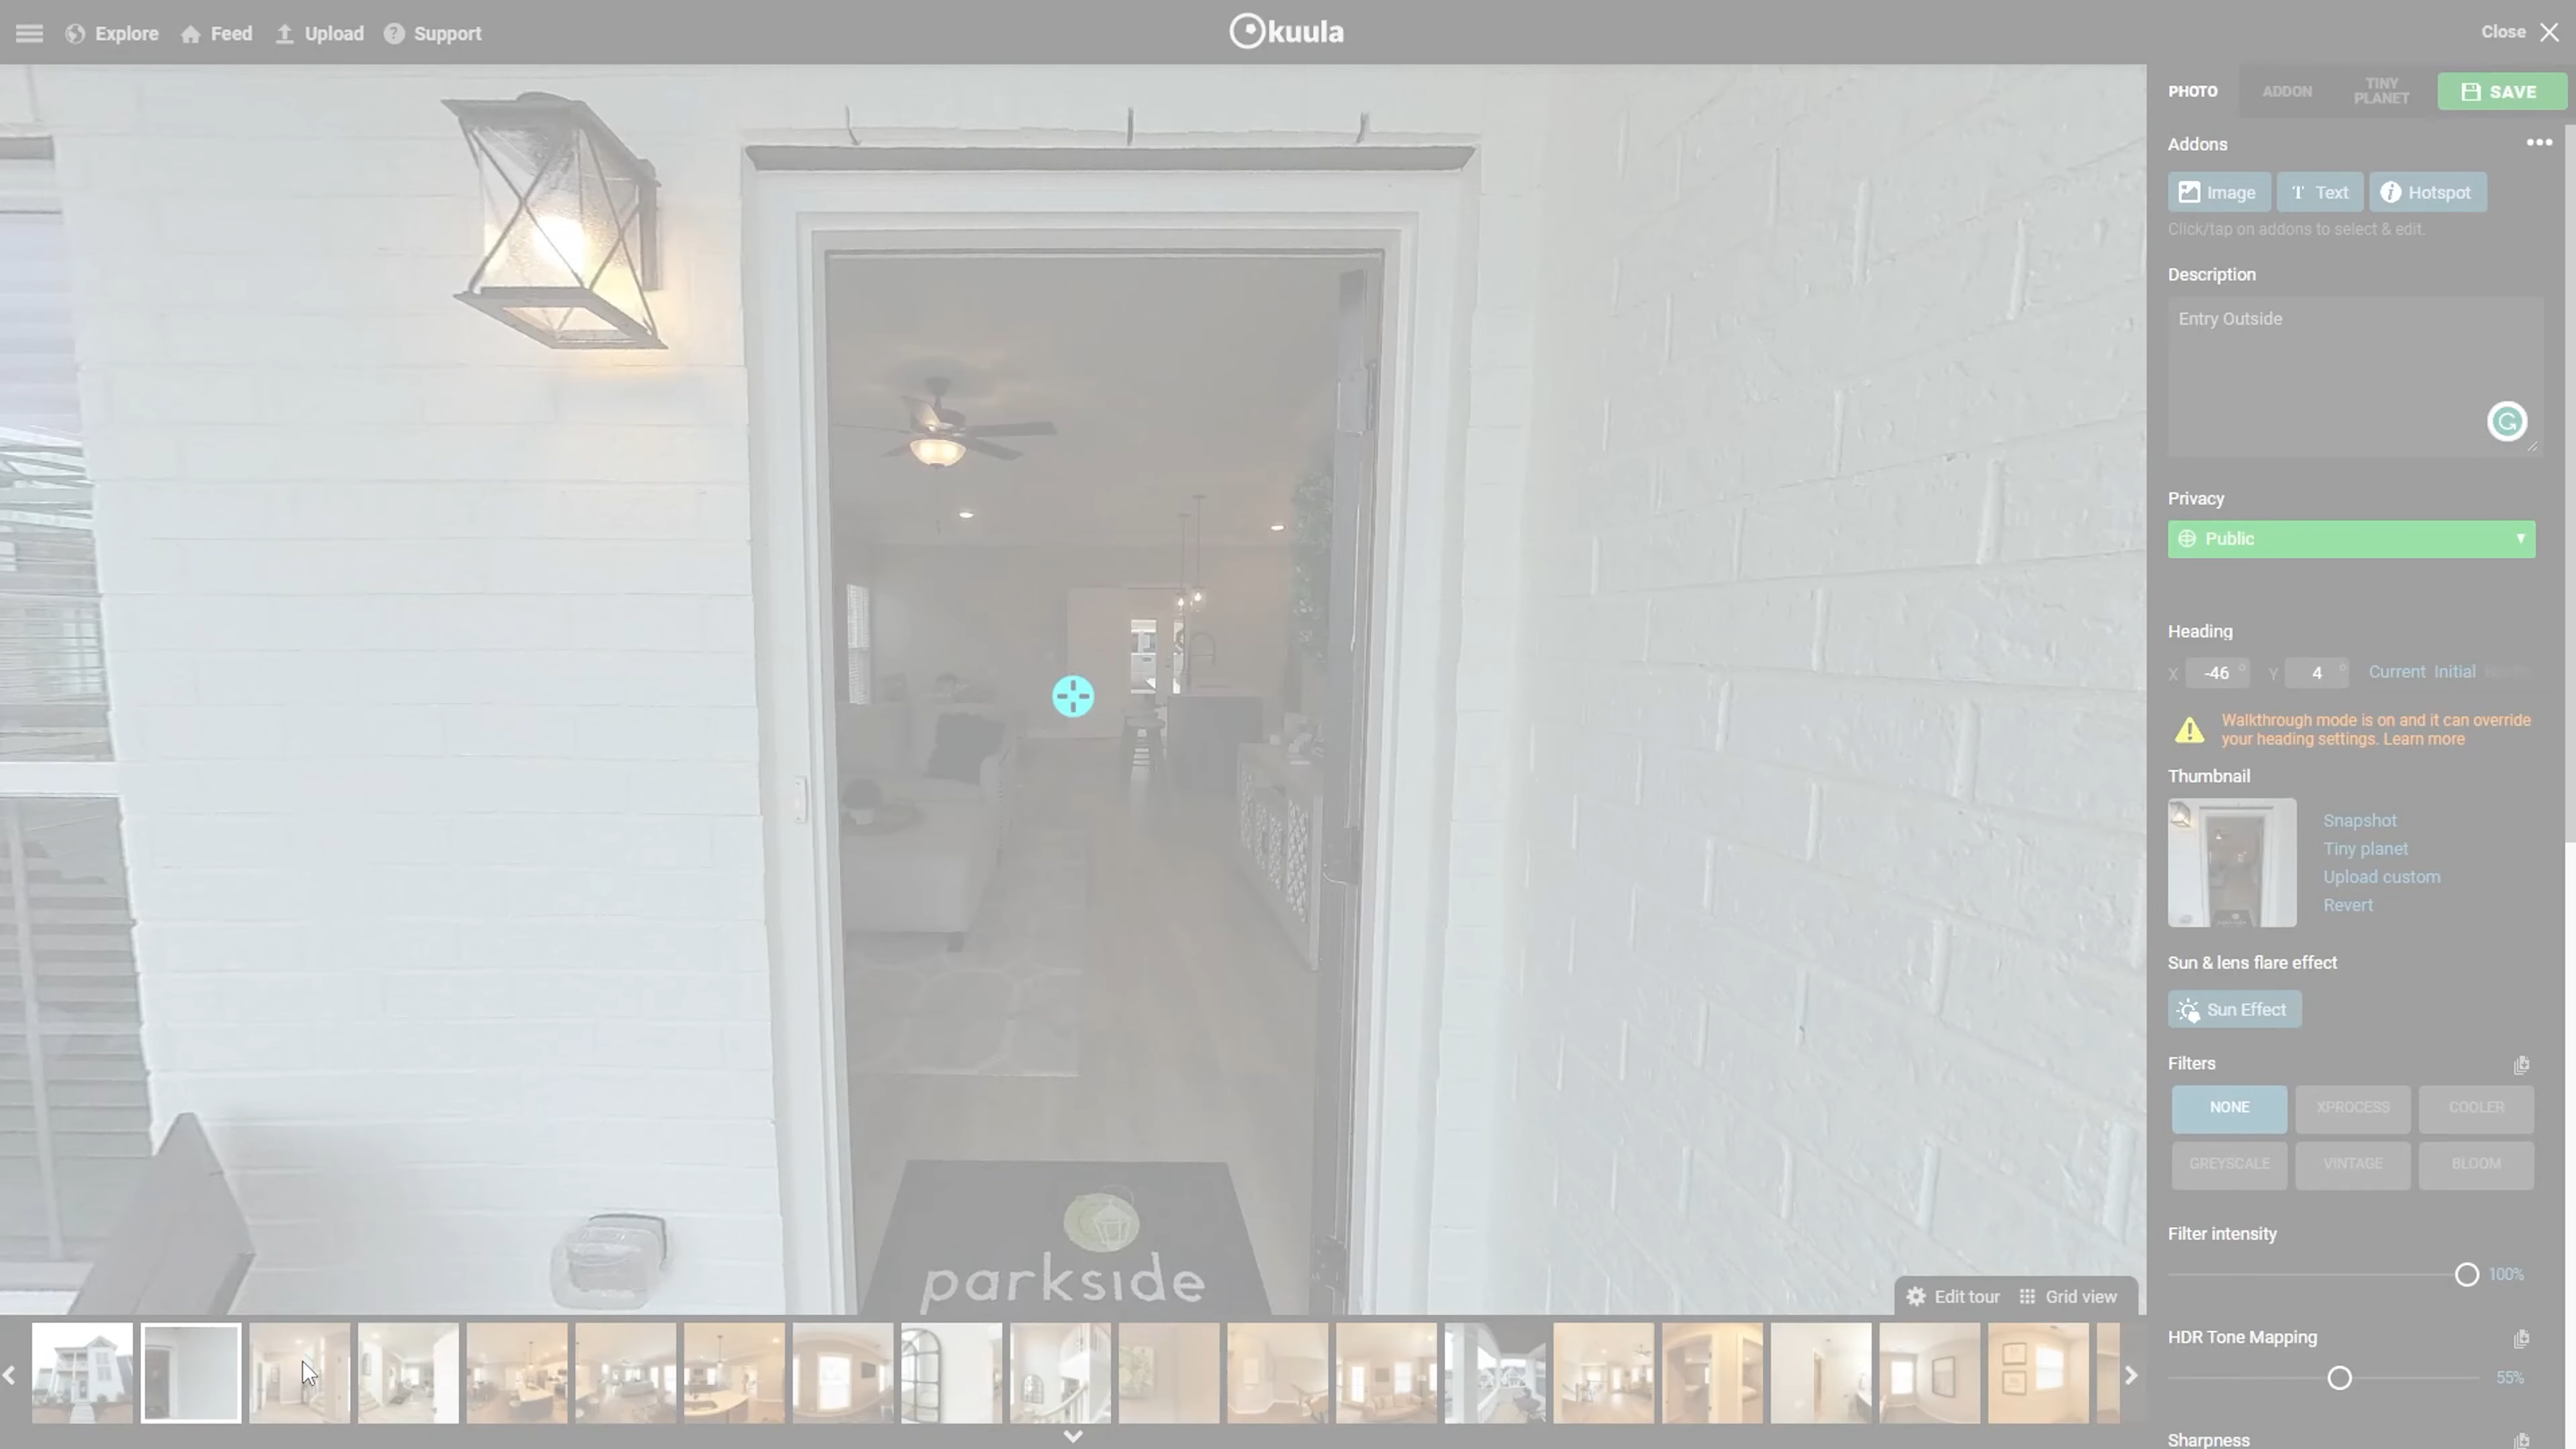 Explore
Feed
Upload
Support
kuula
Close
PHOTO
ADDON
TINY
PLANET
SAVE
Addons
Image
Text
Hotspot
Click/tap on addons to select & edit.
Description
Entry Outside
Privacy
Public
Heading
X -46 ° Y 4 ° Current Initial
Walkthrough mode is on and it can override
your heading settings. Learn more
Thumbnail
Snapshot
Tiny planet
Upload custom
Revert
Sun & lens flare effect
Sun Effect
Filters
NONE
XPROCESS
COOLER
GREYSCALE
VINTAGE
BLOOM
Filter intensity
100%
parkside
Edit tour
Grid view
HDR Tone Mapping
55%
Sharpness